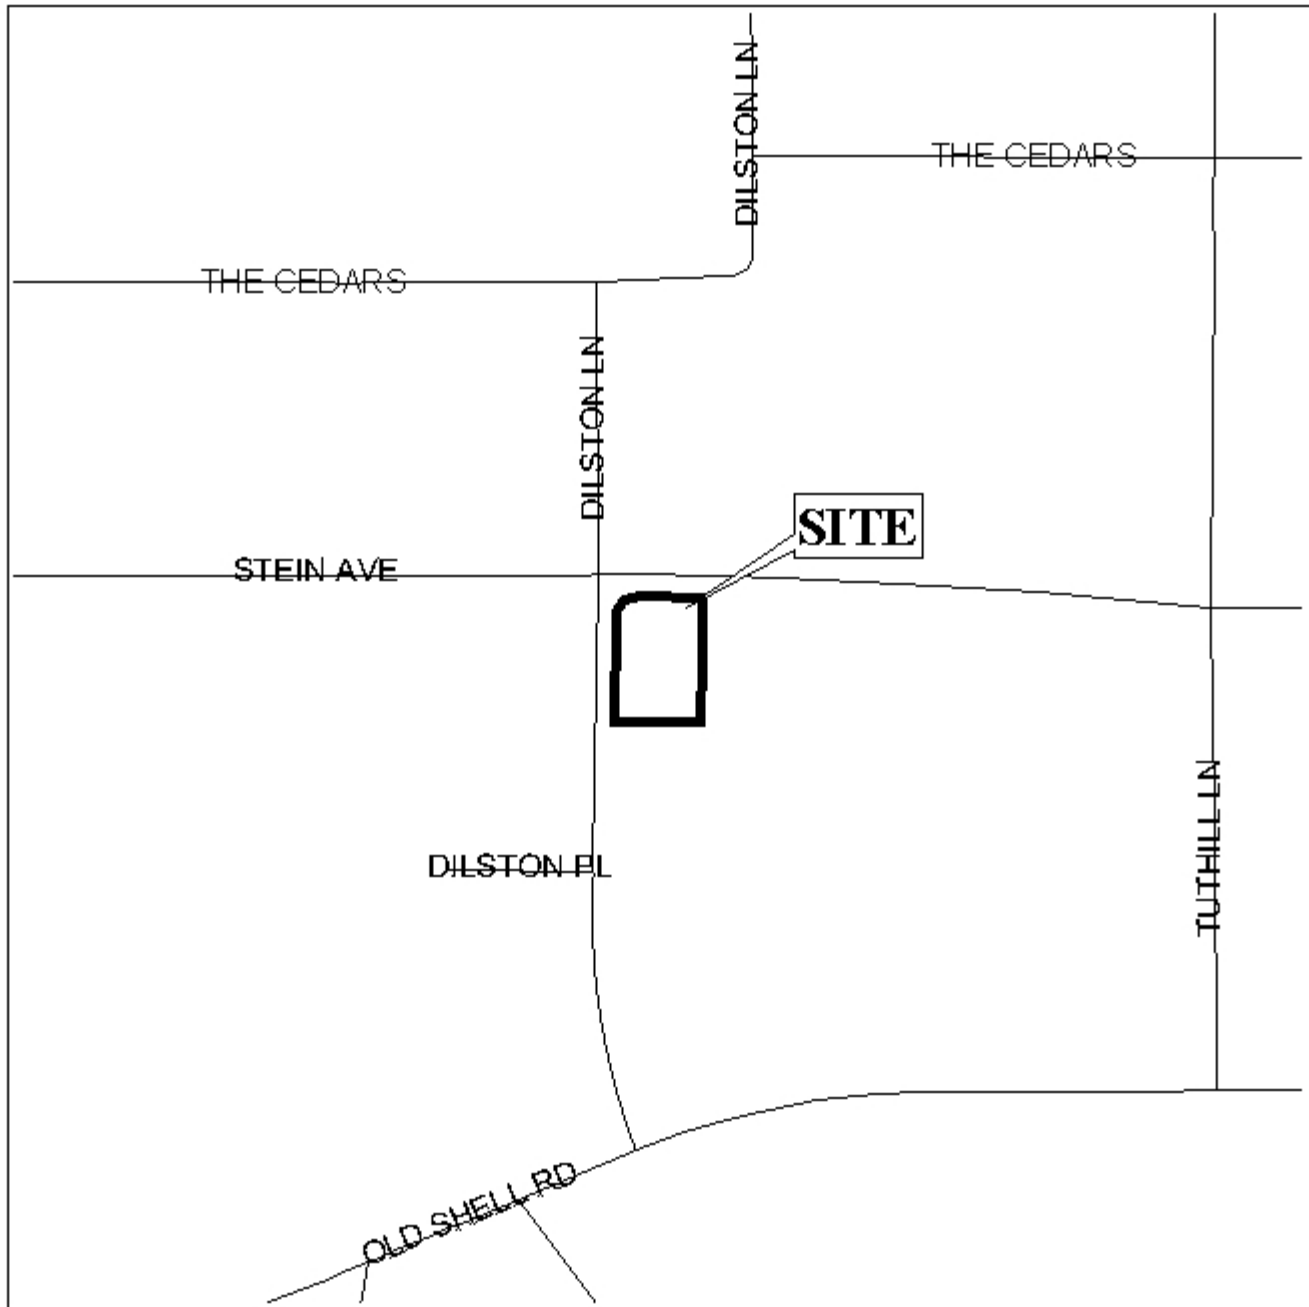 DILSTON LN
THE CEDARS
THE CEDARS
DILSTON LN
SITE
STEIN AVE
DILSTON PL
TUTHILL LN
OLD SHELL RD